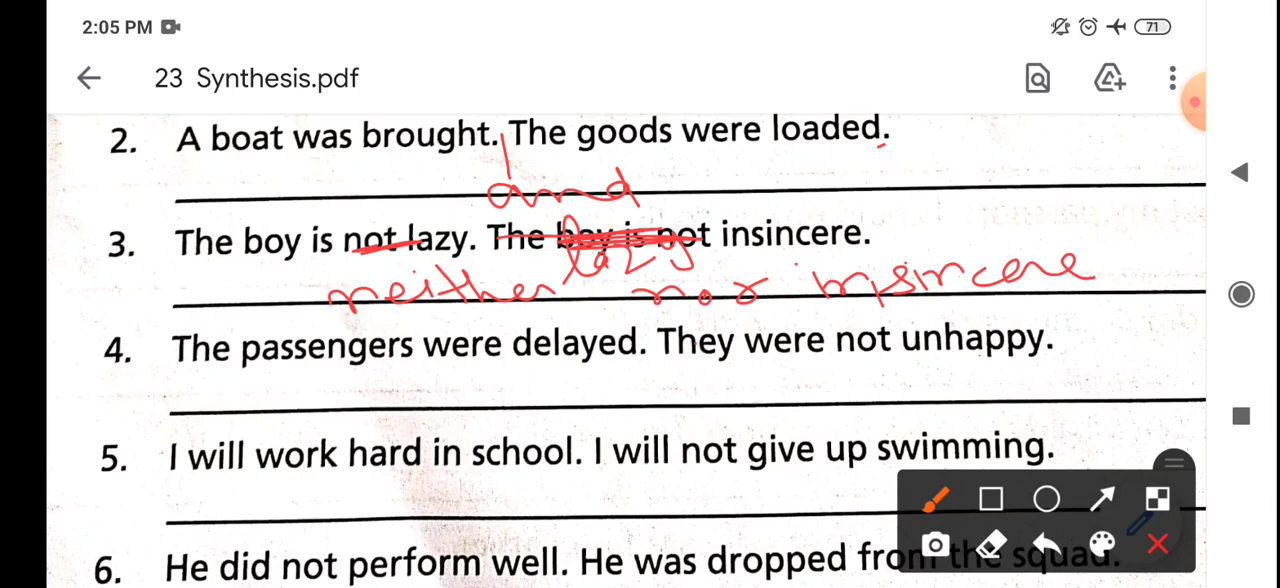 2:05 PM
71
23 Synthesis.pdf
2. A boat was brought. The goods were loaded.
and
3. The boy is not lazy. The boy is not insincere.
lazy
neither nor insincere
4. The passengers were delayed. They were not unhappy.
5. I will work hard in school. I will not give up swimming.
6. He did not perform well. He was dropped from the squad.